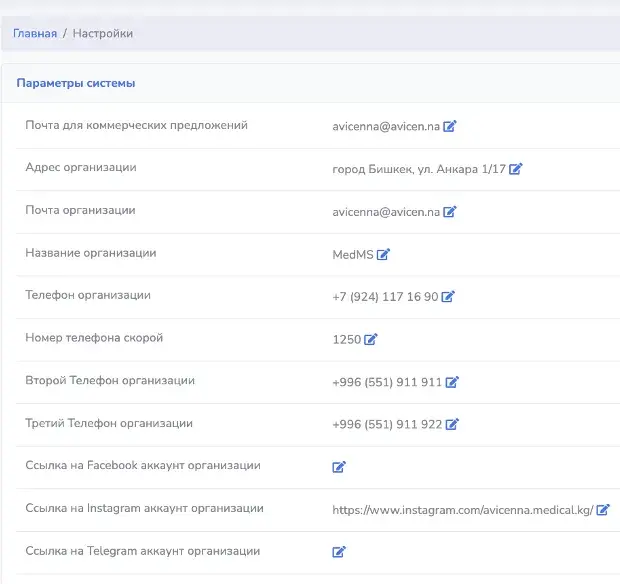 Главная / Настройки
Параметры системы
Почта для коммерческих предложений avicenna@avicen.na
Адрес организации город Бишкек, ул. Анкара 1/17
Почта организации avicenna@avicen.na
Название организации MedMS
Телефон организации +7 (924) 117 16 90
Номер телефона скорой 1250
Второй Телефон организации +996 (551) 911 911
Третий Телефон организации +996 (551) 911 922
Ссылка на Facebook аккаунт организации
Ссылка на Instagram аккаунт организации https://www.instagram.com/avicenna.medical.kg/
Ссылка на Telegram аккаунт организации